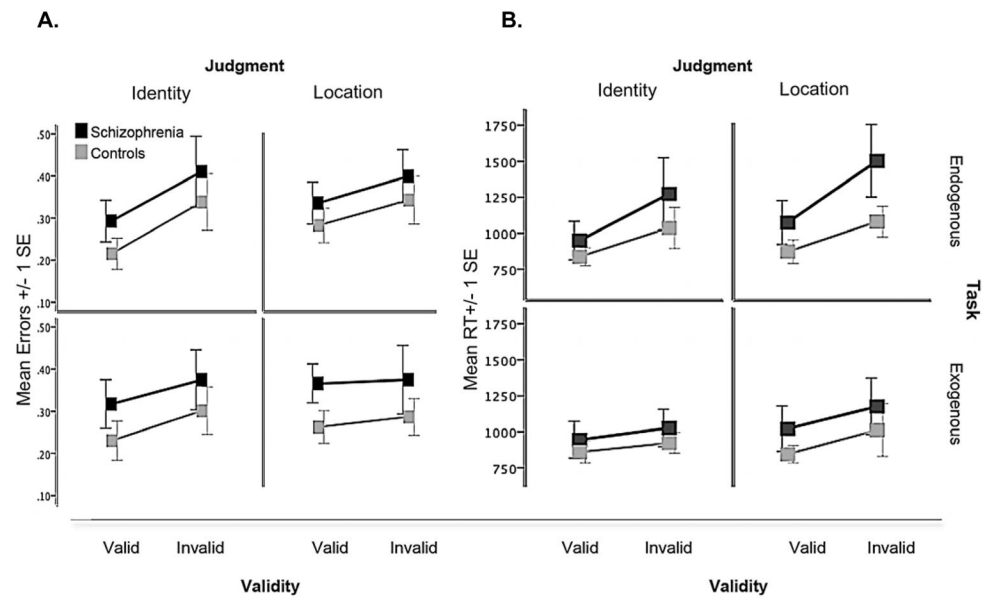 A.
B.
Judgment
Judgment
Identity
Location
Identity
Location
Schizophrenia
Controls
Mean Errors +/- 1 SE
.50
.40
.30
.20
.10
.50
.40
.30
.20
.10
Mean RT+/- 1 SE
1750
1500
1250
1000
750
1750
1500
1250
1000
750
Endogenous
Exogenous
Task
Valid
Invalid
Valid
Invalid
Valid
Invalid
Valid
Invalid
Validity
Validity